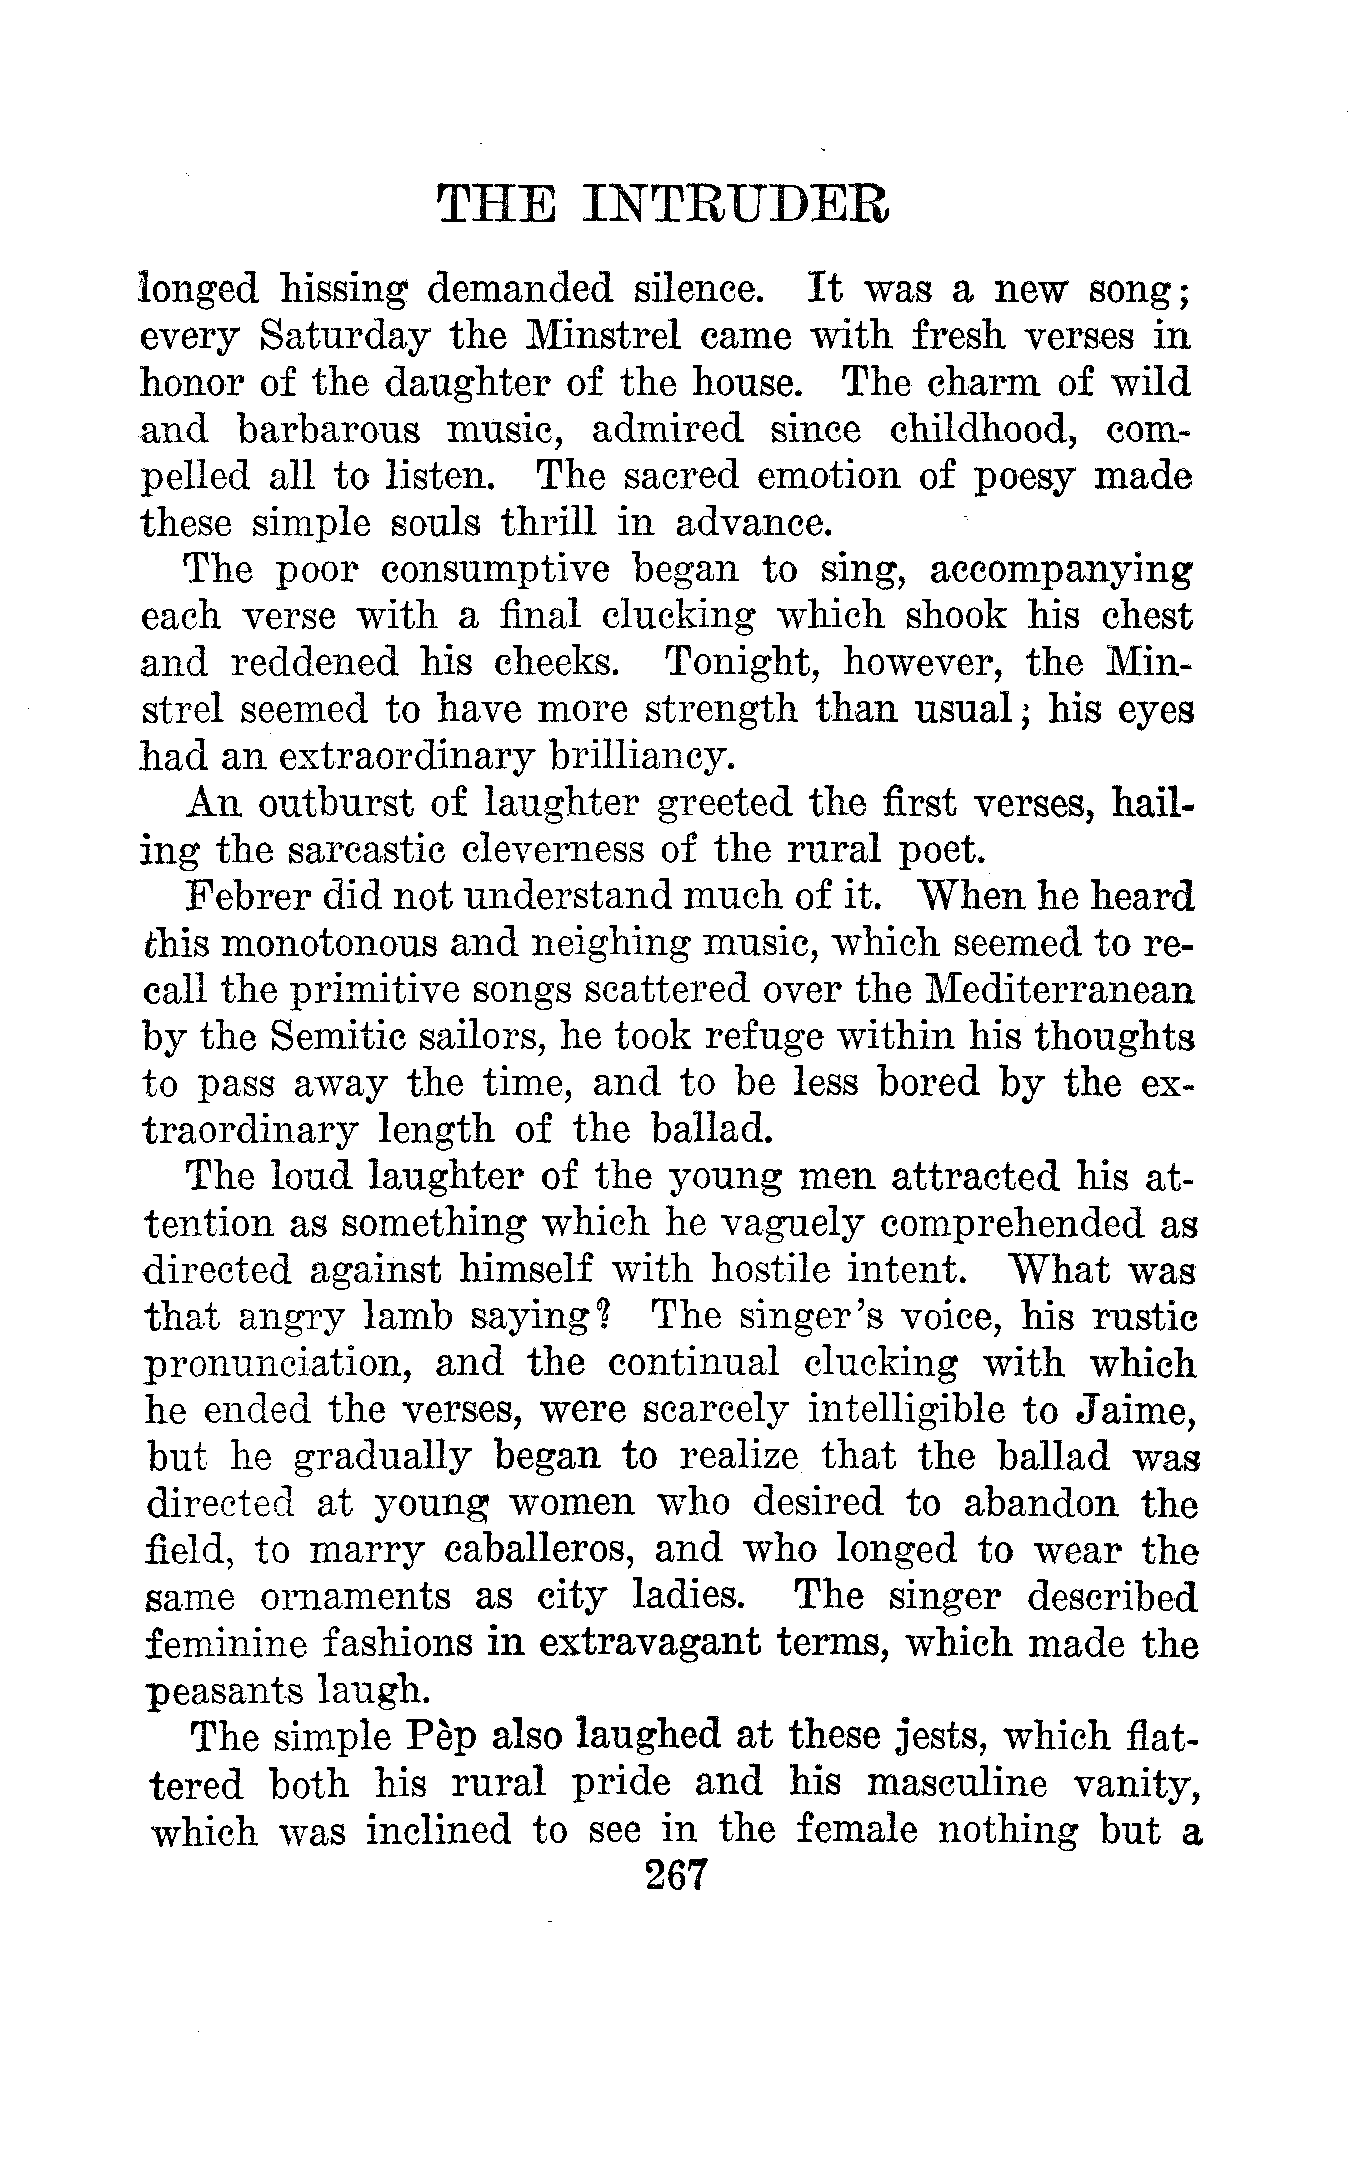 THE INTRUDER
longed hissing demanded silence. It was a new song;
every Saturday the Minstrel came with fresh verses in
honor of the daughter of the house. The charm of wild
and barbarous music, admired since childhood, com-
pelled all to listen. The sacred emotion of poesy made
these simple souls thrill in advance.
The poor consumptive began to sing, accompanying
each verse with a final clucking which shook his chest
and reddened his cheeks. Tonight, however, the Min-
strel seemed to have more strength than usual; his eyes
had an extraordinary brilliancy.
An outburst of laughter greeted the first verses, hail-
ing the sarcastic cleverness of the rural poet.
Febrer did not understand much of it. When he heard
this monotonous and neighing music, which seemed to re-
call the primitive songs scattered over the Mediterranean
by the Semitic sailors, he took refuge within his thoughts
to pass away the time, and to be less bored by the ex-
traordinary length of the ballad.
The loud laughter of the young men attracted his at-
tention as something which he vaguely comprehended as
directed against himself with hostile intent. What was
that angry lamb saying? The singer's voice, his rustic
pronunciation, and the continual clucking with which
he ended the verses, were scarcely intelligible to Jaime,
but he gradually began to realize that the ballad was
directed at young women who desired to abandon the
field, to marry caballeros, and who longed to wear the
same ornaments as city ladies. The singer described
feminine fashions in extravagant terms, which made the
peasants laugh.
The simple Pèp also laughed at these jests, which flat-
tered both his rural pride and his masculine vanity,
which was inclined to see in the female nothing but a
267